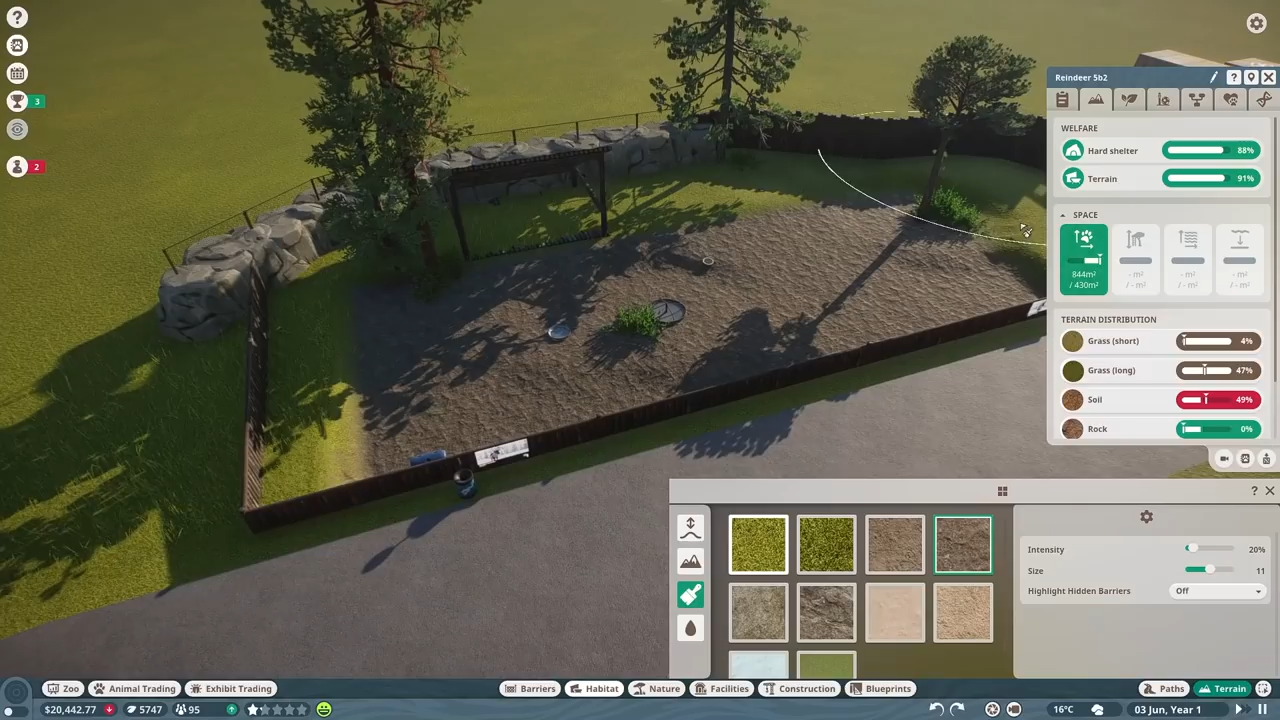 ?
3
2
Reindeer 5b2
?
WELFARE
Hard shelter 88%
Terrain 91%
SPACE
844m² / 430m²
- m² / - m²
- m² / - m²
- m² / - m²
TERRAIN DISTRIBUTION
Grass (short) 4%
Grass (long) 47%
Soil 49%
Rock 0%
?
Intensity 20%
Size 11
Highlight Hidden Barriers Off
Zoo Animal Trading Exhibit Trading Barriers Habitat Nature Facilities Construction Blueprints Paths Terrain
$20,442.77 5747 95 16°C 03 Jun, Year 1